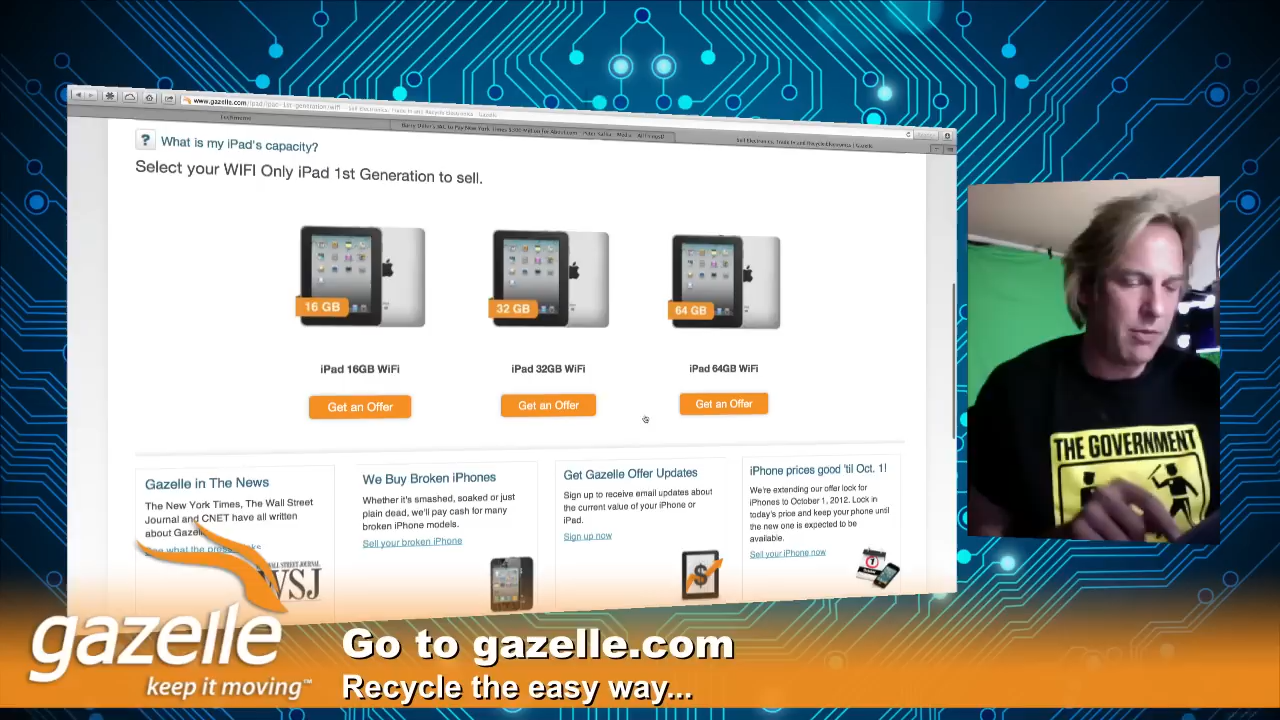 www.gazelle.com/ipad/ipad-1st-generation/wifi
What is my iPad's capacity?
Select your WIFI Only iPad 1st Generation to sell.
16 GB
32 GB
64 GB
iPad 16GB WiFi
iPad 32GB WiFi
iPad 64GB WiFi
Get an Offer
Get an Offer
Get an Offer
Gazelle in The News
The New York Times, The Wall Street
Journal and CNET have all written
about
WSJ
We Buy Broken iPhones
Whether it's smashed, soaked or just
plain dead, we'll pay cash for many
broken iPhone models.
Sell your broken iPhone
Get Gazelle Offer Updates
Sign up to receive email updates about
the current value of your iPhone or
iPad.
Sign up now
$
iPhone prices good 'til Oct. 1!
We're extending our offer lock for
iPhones to October 1, 2012. Lock in
today's price and keep your phone until
the new one is expected to be
available.
Sell your iPhone now
THE GOVERNMENT
gazelle
keep it moving™
Go to gazelle.com
Recycle the easy way...